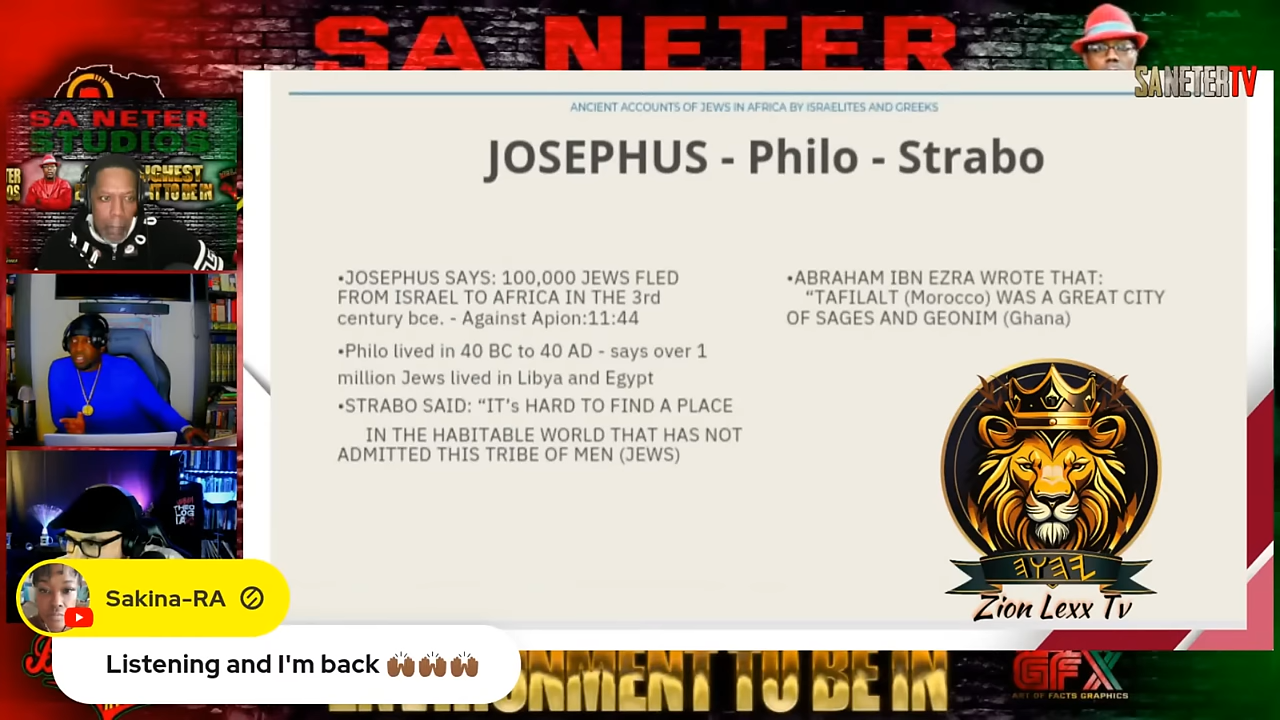 SA NETER
SANETERTV
SA NETER
STUDIOS
ANCIENT ACCOUNTS OF JEWS IN AFRICA BY ISRAELITES AND GREEKS
JOSEPHUS - Philo - Strabo
•JOSEPHUS SAYS: 100,000 JEWS FLED
FROM ISRAEL TO AFRICA IN THE 3rd
century bce. - Against Apion:11:44
•Philo lived in 40 BC to 40 AD - says over 1
million Jews lived in Libya and Egypt
•STRABO SAID: “IT's HARD TO FIND A PLACE
IN THE HABITABLE WORLD THAT HAS NOT
ADMITTED THIS TRIBE OF MEN (JEWS)
•ABRAHAM IBN EZRA WROTE THAT:
“TAFILALT (Morocco) WAS A GREAT CITY
OF SAGES AND GEONIM (Ghana)
Zion Lexx Tv
Sakina-RA
Listening and I'm back 🙌🏾🙌🏾🙌🏾
TO BE IN
GFX
ART OF FACTS GRAPHICS